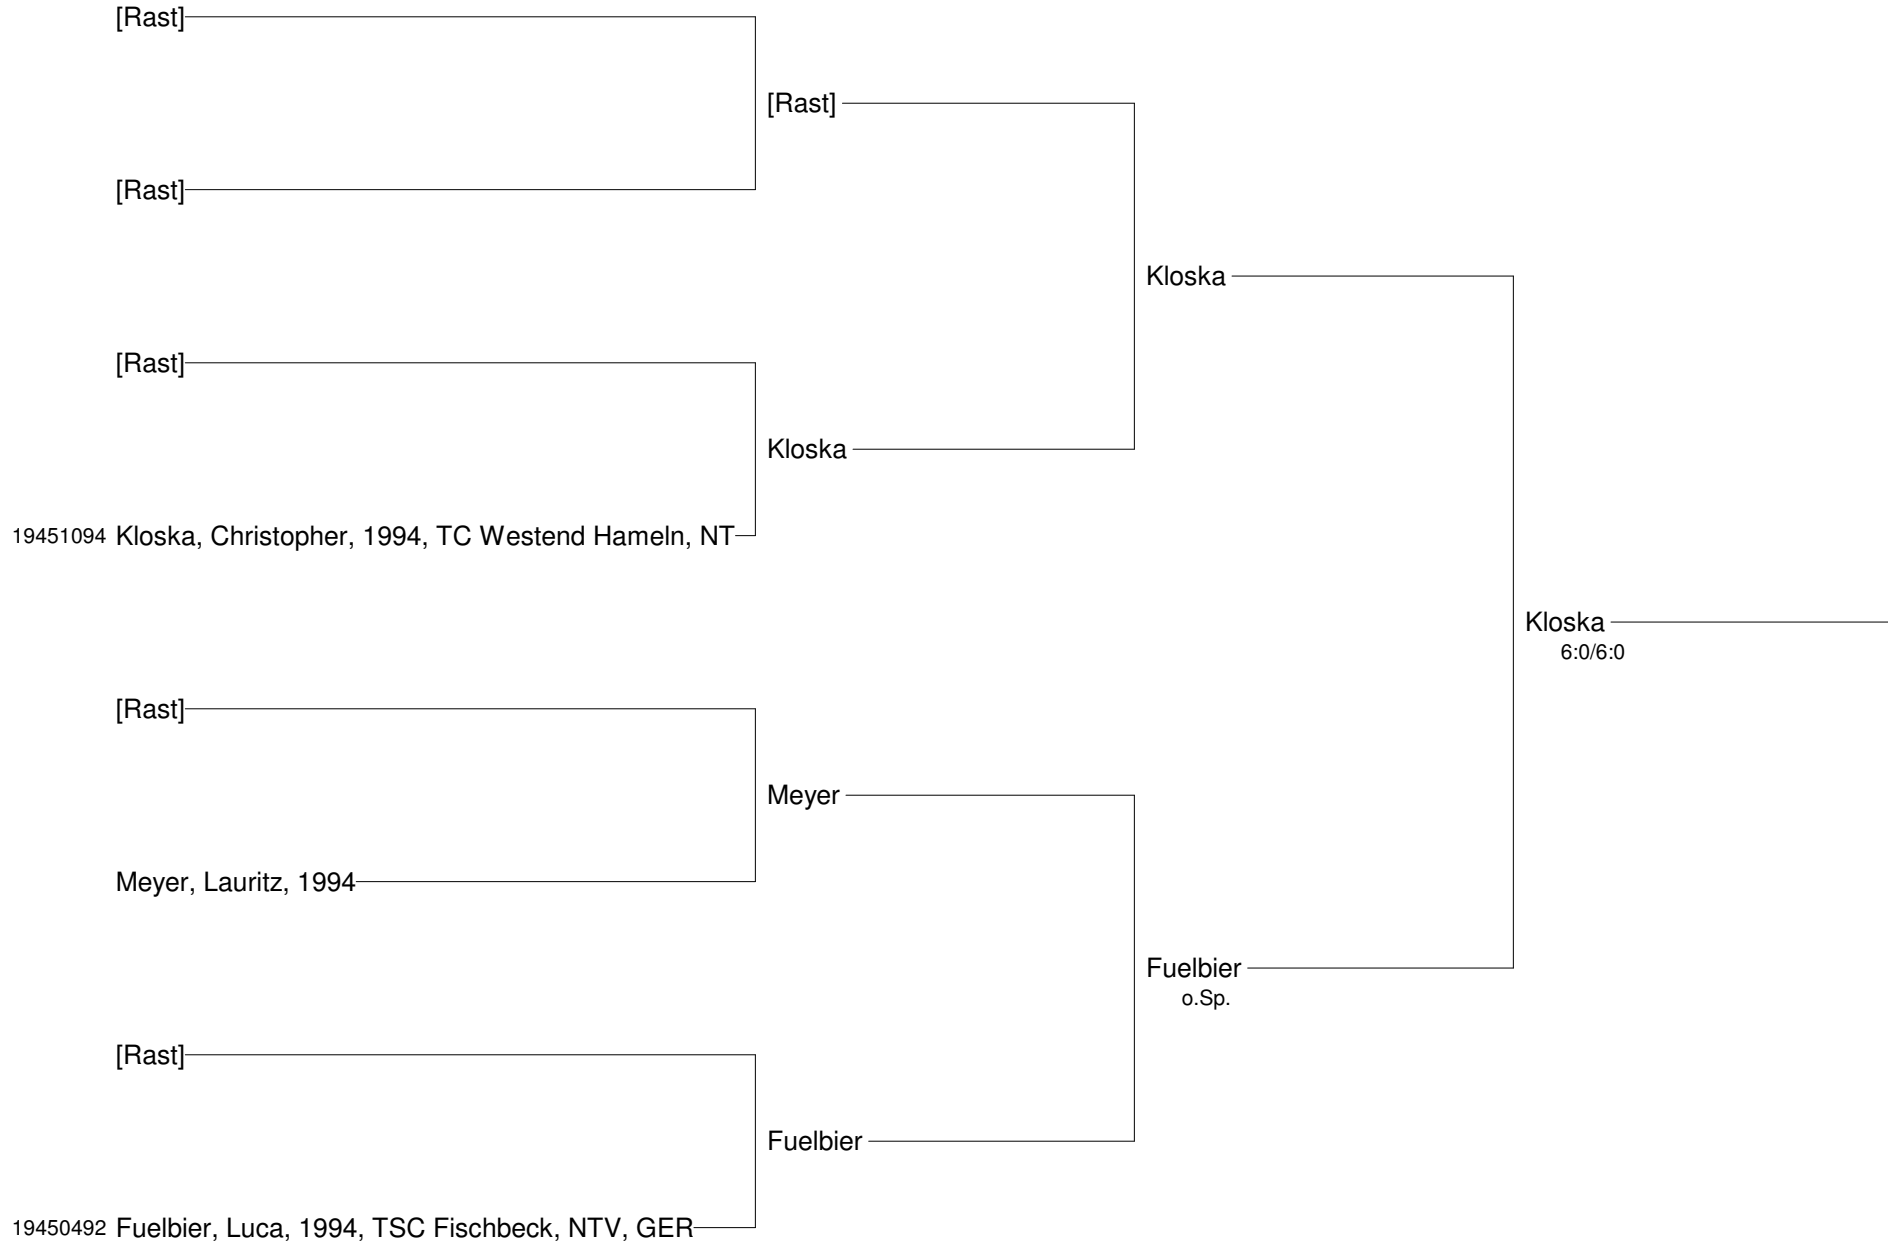 [Rast]
[Rast]
[Rast]
Kloska
[Rast]
Kloska
19451094 Kloska, Christopher, 1994, TC Westend Hameln, NT
Kloska
6:0/6:0
[Rast]
Meyer
Meyer, Lauritz, 1994
Fuelbier
o.Sp.
[Rast]
Fuelbier
19450492 Fuelbier, Luca, 1994, TSC Fischbeck, NTV, GER